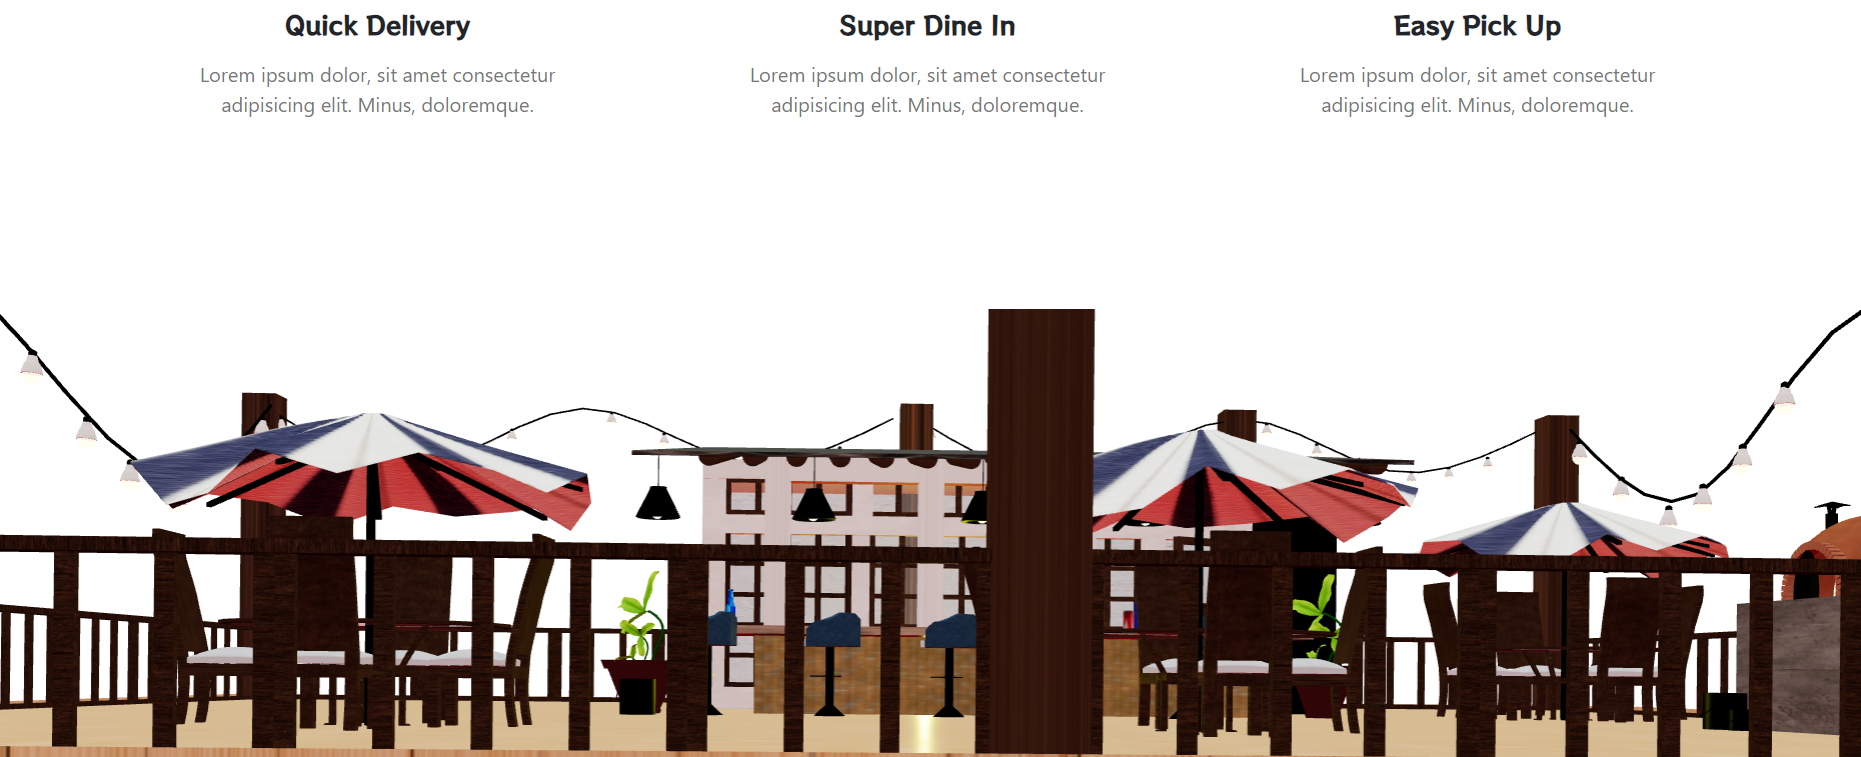 Quick Delivery
Lorem ipsum dolor, sit amet consectetur
adipisicing elit. Minus, doloremque.
Super Dine In
Lorem ipsum dolor, sit amet consectetur
adipisicing elit. Minus, doloremque.
Easy Pick Up
Lorem ipsum dolor, sit amet consectetur
adipisicing elit. Minus, doloremque.